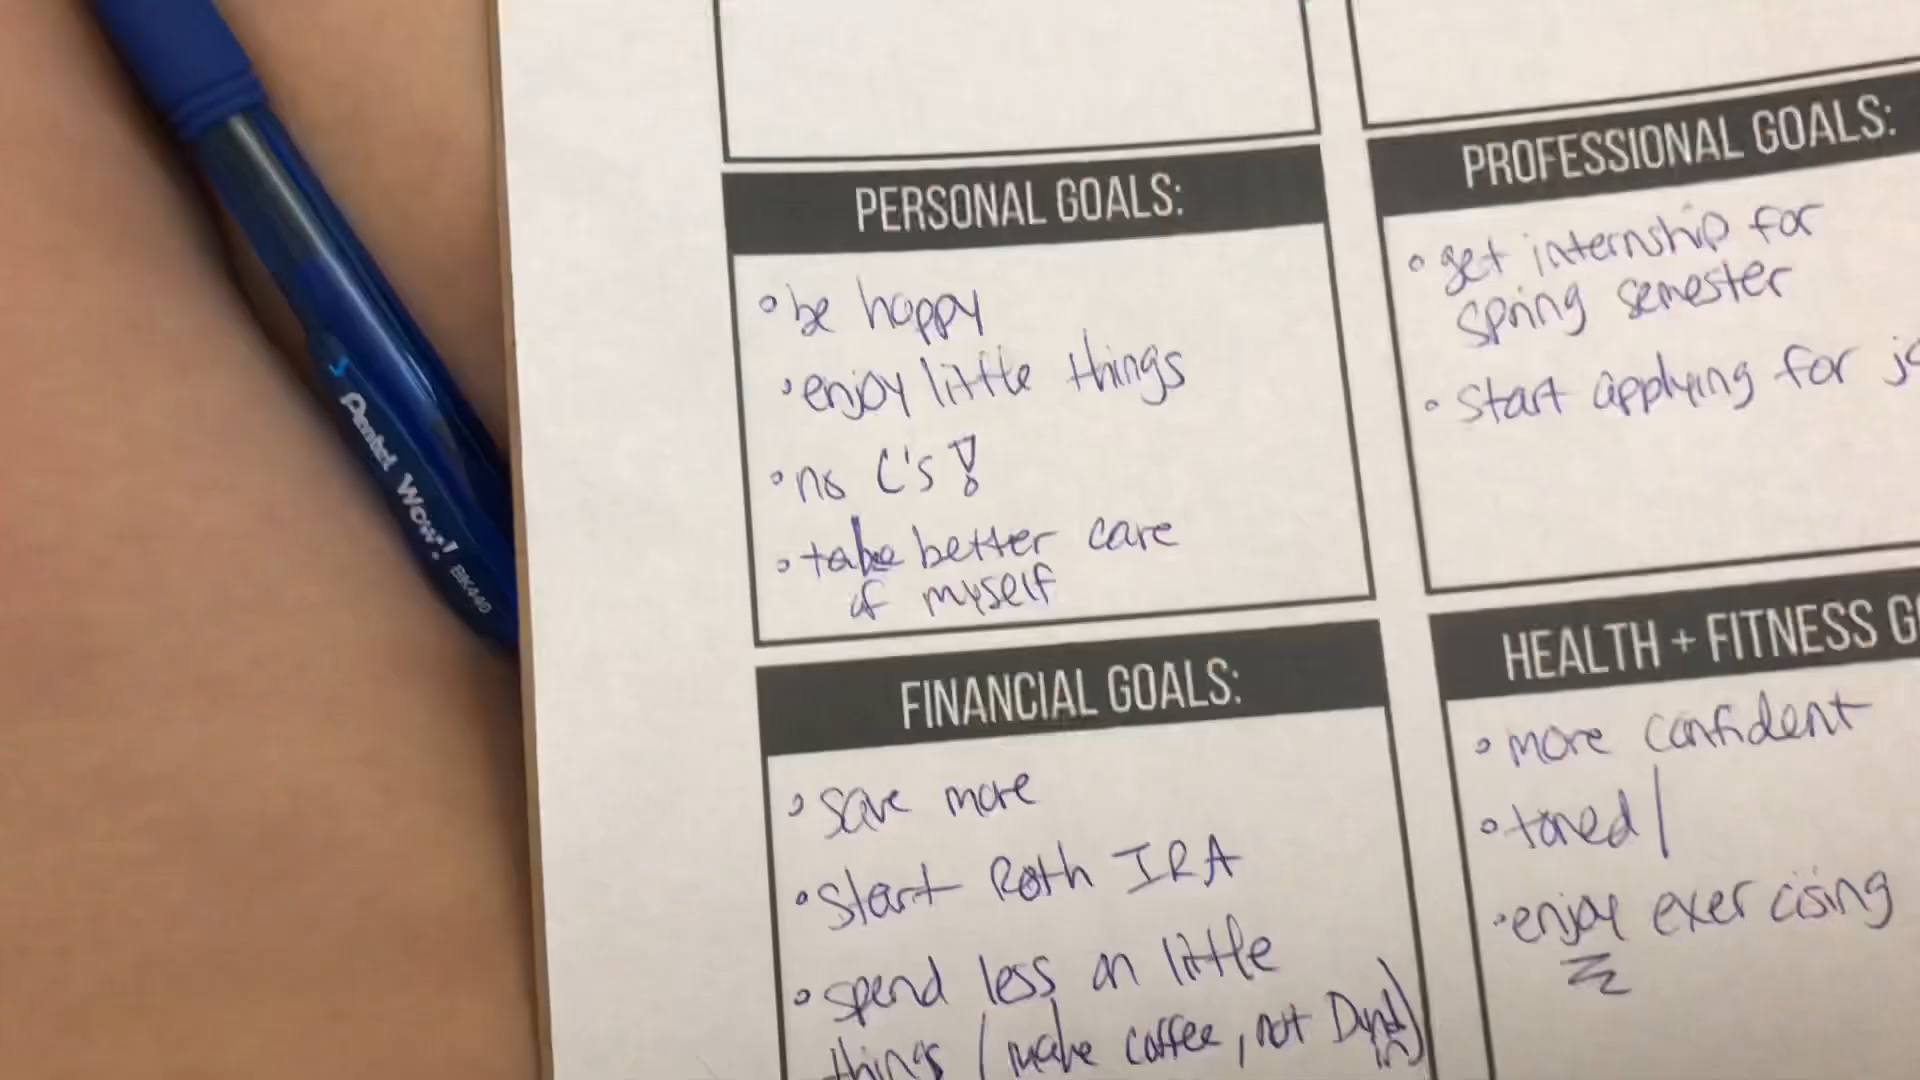 PERSONAL GOALS:
• be happy
• enjoy little things
• no C's!
• take better care
of myself
PROFESSIONAL GOALS:
• get internship for
spring semester
• start applying for
FINANCIAL GOALS:
• save more
• start Roth IRA
• spend less on little
things (make coffee, not Dunkin)
HEALTH + FITNESS
• more confident
• toned/
• enjoy exercising
Pentel Wow! BK440